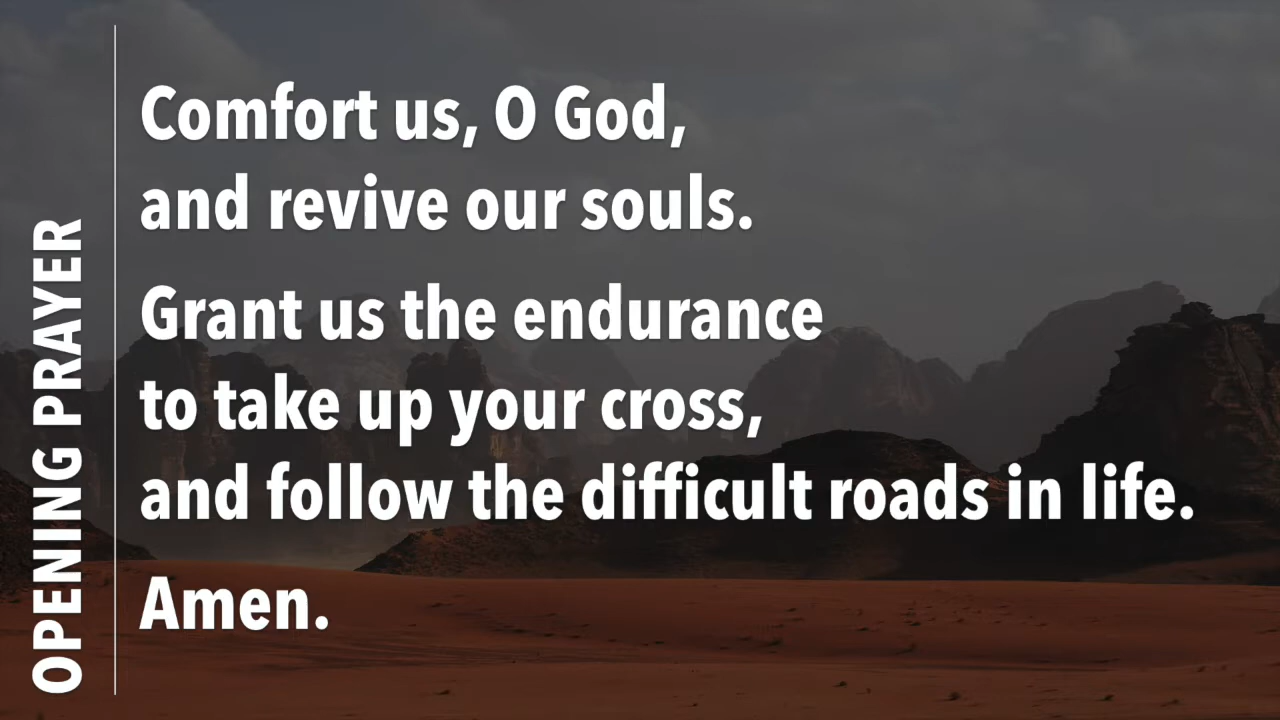 OPENING PRAYER
Comfort us, O God,
and revive our souls.
Grant us the endurance
to take up your cross,
and follow the difficult roads in life.
Amen.